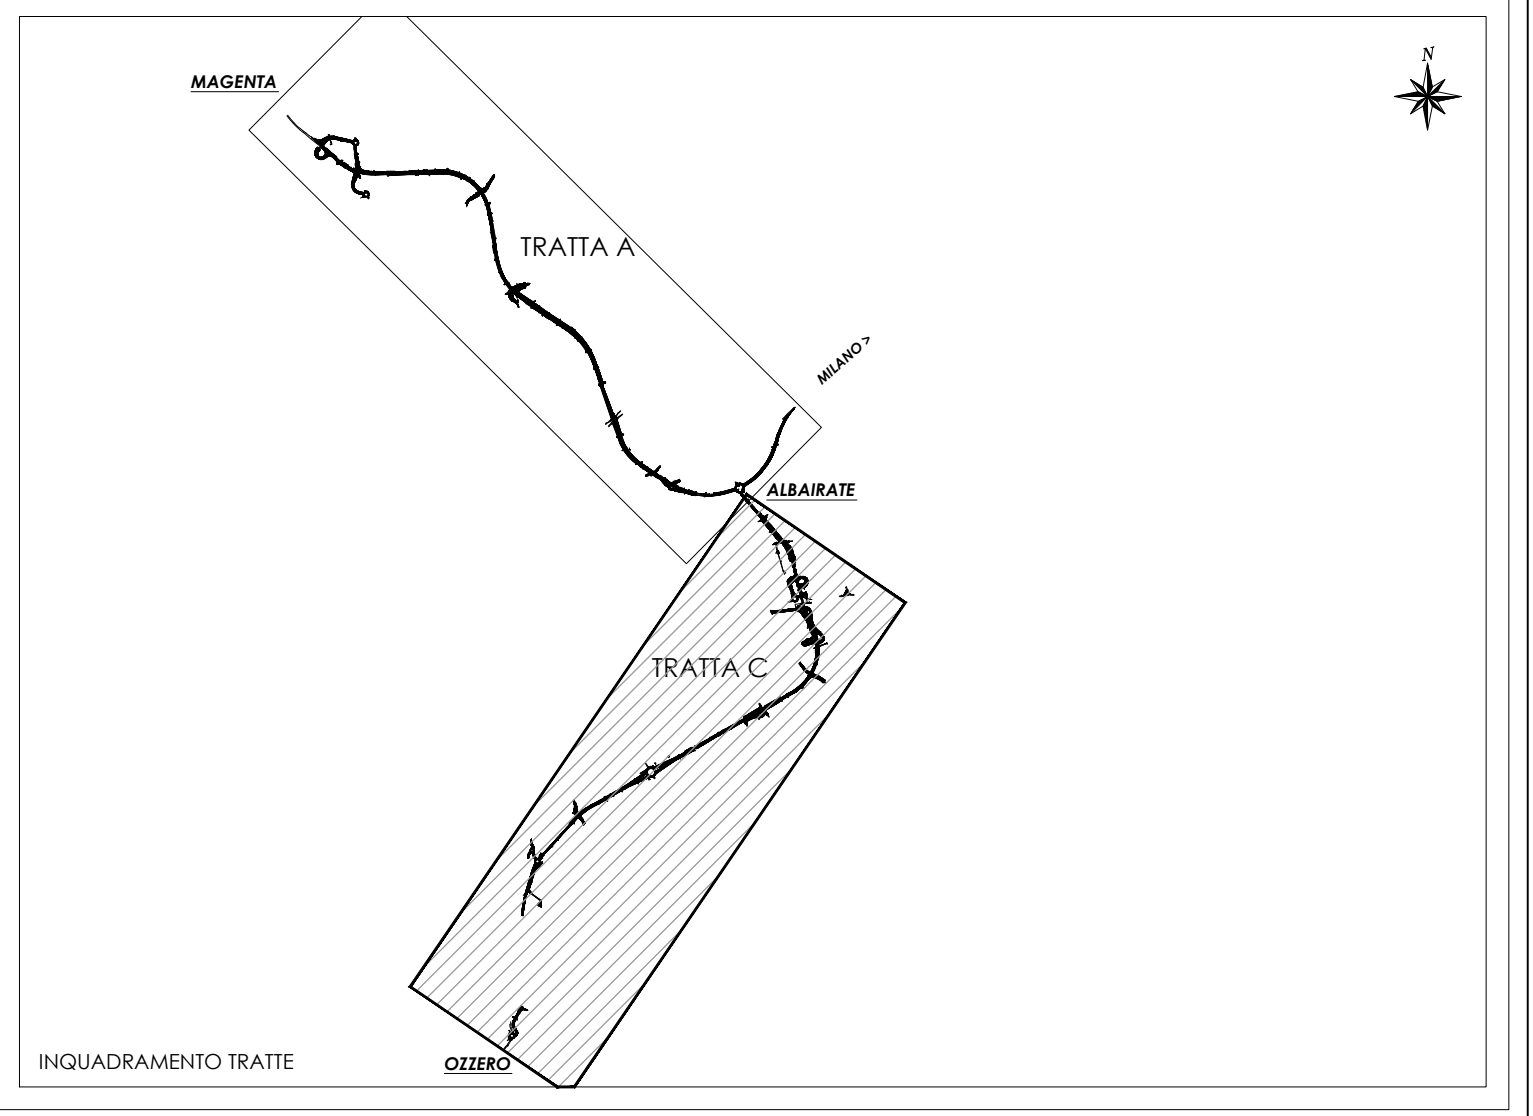 N
MAGENTA
TRATTA A
MILANO >
ALBAIRATE
TRATTA C
INQUADRAMENTO TRATTE
OZZERO